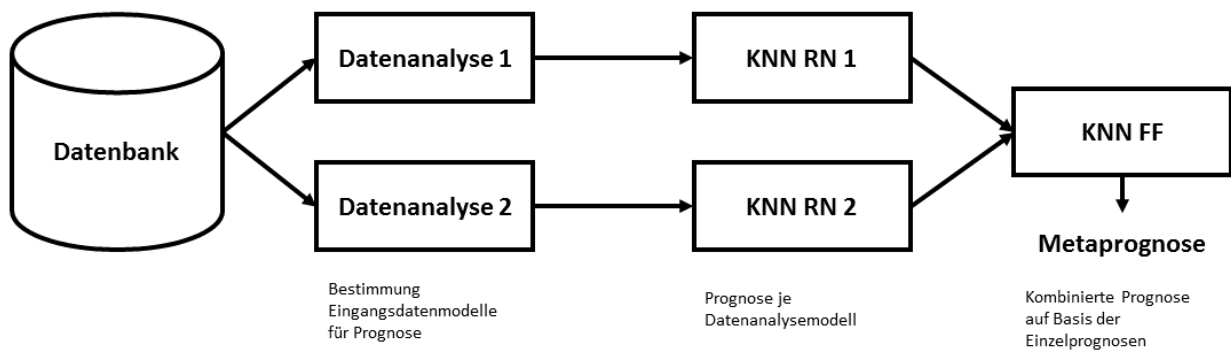 Datenbank
Datenanalyse 1
KNN RN 1
Datenanalyse 2
KNN RN 2
KNN FF
Metaprognose
Bestimmung
Eingangsdatenmodelle
für Prognose
Prognose je
Datenanalysemodell
Kombinierte Prognose
auf Basis der
Einzelprognosen